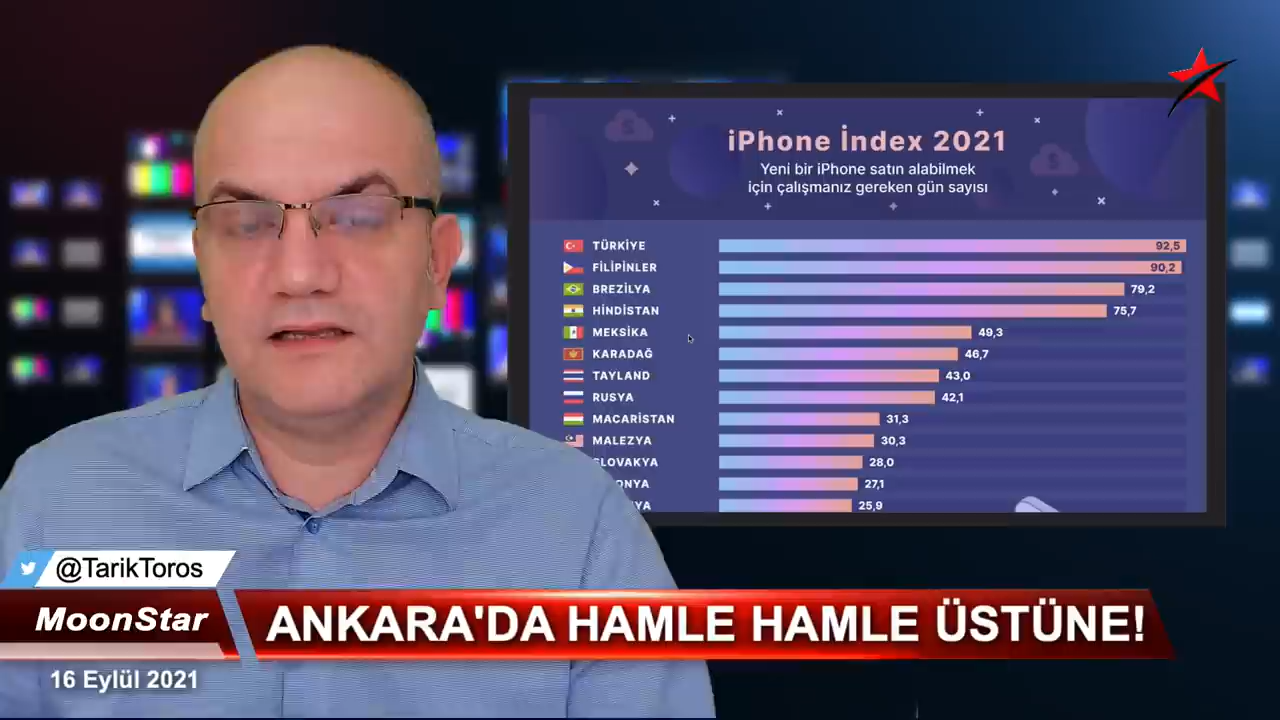 iPhone İndex 2021
Yeni bir iPhone satın alabilmek
için çalışmanız gereken gün sayısı
TÜRKİYE 92,5
FİLİPİNLER 90,2
BREZİLYA 79,2
HİNDİSTAN 75,7
MEKSİKA 49,3
KARADAĞ 46,7
TAYLAND 43,0
RUSYA 42,1
MACARİSTAN 31,3
MALEZYA 30,3
SLOVAKYA 28,0
ONYA 27,1
YA 25,9
@TarikToros
MoonStar
ANKARA'DA HAMLE HAMLE ÜSTÜNE!
16 Eylül 2021